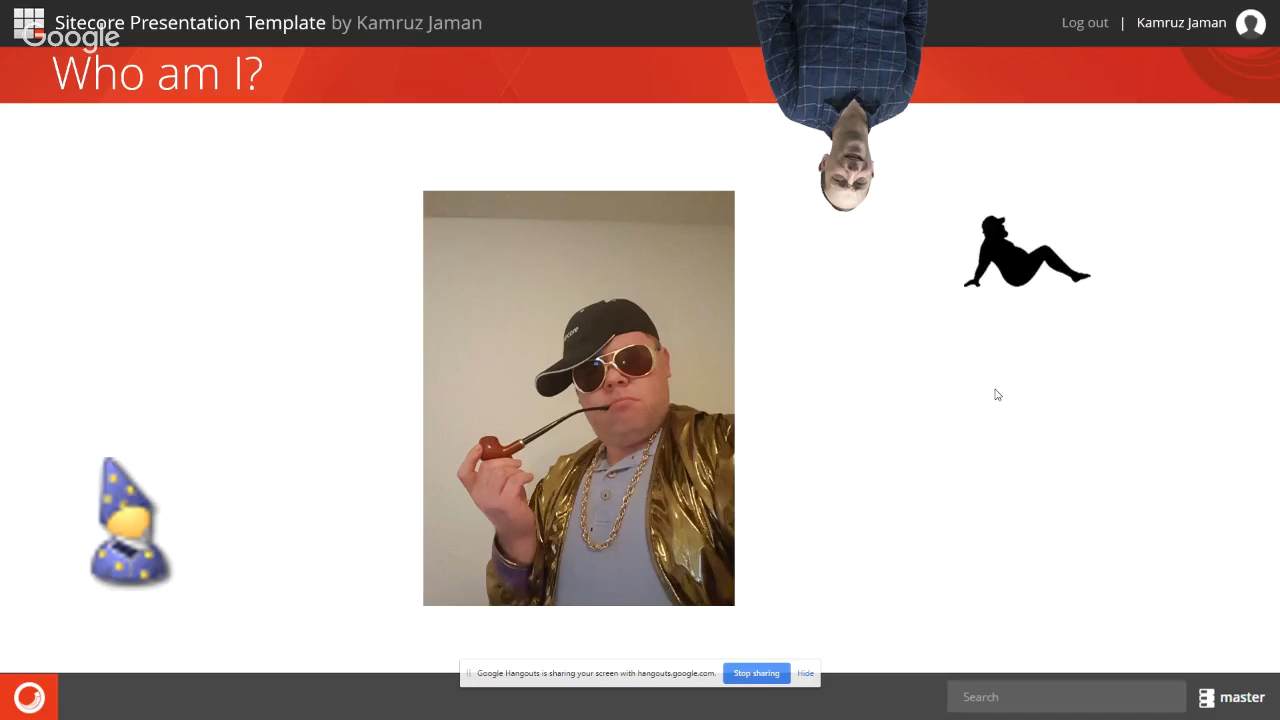 Sitecore Presentation Template by Kamruz Jaman
Log out | Kamruz Jaman
Google
Who am I?
Google Hangouts is sharing your screen with hangouts.google.com. Stop sharing Hide
Search
master